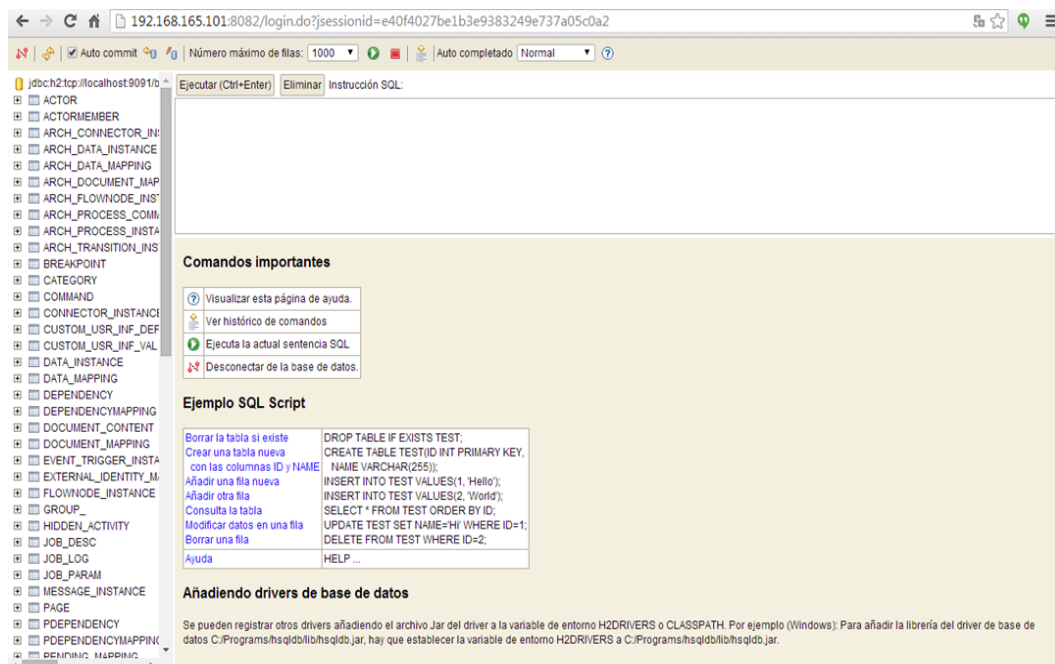 192.168.165.101:8082/login.do?jsessionid=e40f4027be1b3e9383249e737a05c0a2
Auto commit Número máximo de filas: 1000 Auto completado Normal
jdbc:h2:tcp://localhost:9091/b
Ejecutar (Ctrl+Enter) Eliminar Instrucción SQL:
ACTOR
ACTORMEMBER
ARCH_CONNECTOR_INS
ARCH_DATA_INSTANCE
ARCH_DATA_MAPPING
ARCH_DOCUMENT_MAP
ARCH_FLOWNODE_INST
ARCH_PROCESS_COMM
ARCH_PROCESS_INSTA
ARCH_TRANSITION_INS
BREAKPOINT
CATEGORY
COMMAND
CONNECTOR_INSTANCE
CUSTOM_USR_INF_DEF
CUSTOM_USR_INF_VAL
DATA_INSTANCE
DATA_MAPPING
DEPENDENCY
DEPENDENCYMAPPING
DOCUMENT_CONTENT
DOCUMENT_MAPPING
EVENT_TRIGGER_INSTA
EXTERNAL_IDENTITY_MA
FLOWNODE_INSTANCE
GROUP_
HIDDEN_ACTIVITY
JOB_DESC
JOB_LOG
JOB_PARAM
MESSAGE_INSTANCE
PAGE
PDEPENDENCY
PDEPENDENCYMAPPING
PENDING_MAPPING
Comandos importantes
Visualizar esta página de ayuda.
Ver histórico de comandos
Ejecuta la actual sentencia SQL
Desconectar de la base de datos.
Ejemplo SQL Script
Borrar la tabla si existe DROP TABLE IF EXISTS TEST;
Crear una tabla nueva CREATE TABLE TEST(ID INT PRIMARY KEY,
con las columnas ID y NAME NAME VARCHAR(255));
Añadir una fila nueva INSERT INTO TEST VALUES(1, 'Hello');
Añadir otra fila INSERT INTO TEST VALUES(2, 'World');
Consulta la tabla SELECT * FROM TEST ORDER BY ID;
Modificar datos en una fila UPDATE TEST SET NAME='Hi' WHERE ID=1;
Borrar una fila DELETE FROM TEST WHERE ID=2;
Ayuda HELP ...
Añadiendo drivers de base de datos
Se pueden registrar otros drivers añadiendo el archivo Jar del driver a la variable de entorno H2DRIVERS o CLASSPATH. Por ejemplo (Windows): Para añadir la librería del driver de base de
datos C:/Programs/hsqldb/lib/hsqldb.jar, hay que establecer la variable de entorno H2DRIVERS a C:/Programs/hsqldb/lib/hsqldb.jar.